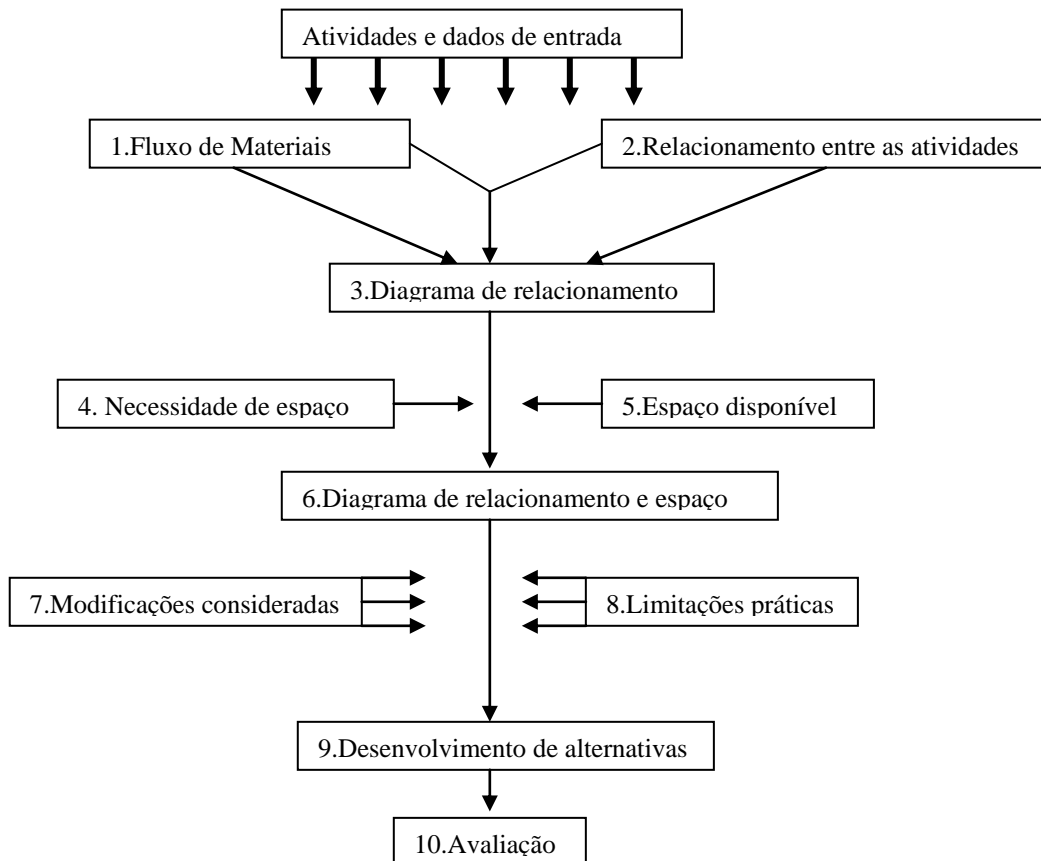 Atividades e dados de entrada
1.Fluxo de Materiais
2.Relacionamento entre as atividades
3.Diagrama de relacionamento
4. Necessidade de espaço
5.Espaço disponível
6.Diagrama de relacionamento e espaço
7.Modificações consideradas
8.Limitações práticas
9.Desenvolvimento de alternativas
10.Avaliação